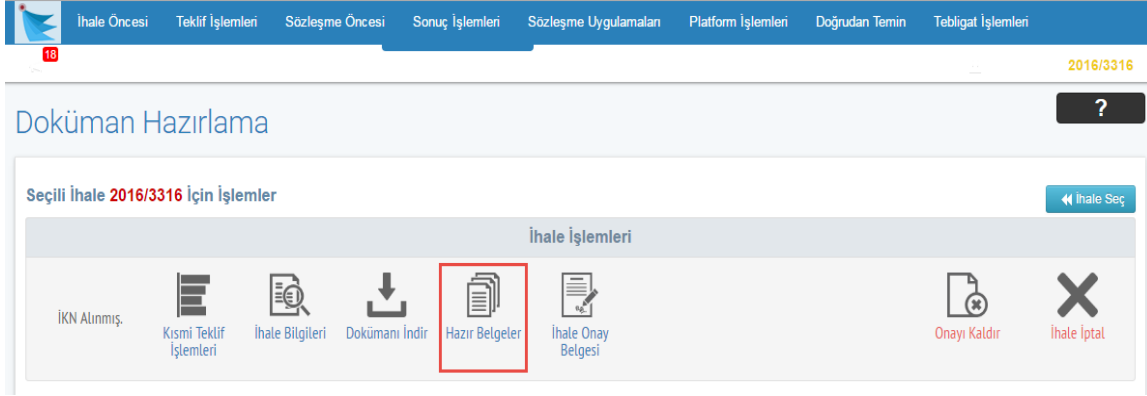 İhale Öncesi Teklif İşlemleri Sözleşme Öncesi Sonuç İşlemleri Sözleşme Uygulamaları Platform İşlemleri Doğrudan Temin Tebligat İşlemleri
18
2016/3316
?
Doküman Hazırlama
Seçili İhale 2016/3316 İçin İşlemler
İhale Seç
İhale İşlemleri
İKN Alınmış.
Kısmi Teklif İşlemleri
İhale Bilgileri
Dokümanı İndir
Hazır Belgeler
İhale Onay Belgesi
Onayı Kaldır
İhale İptal